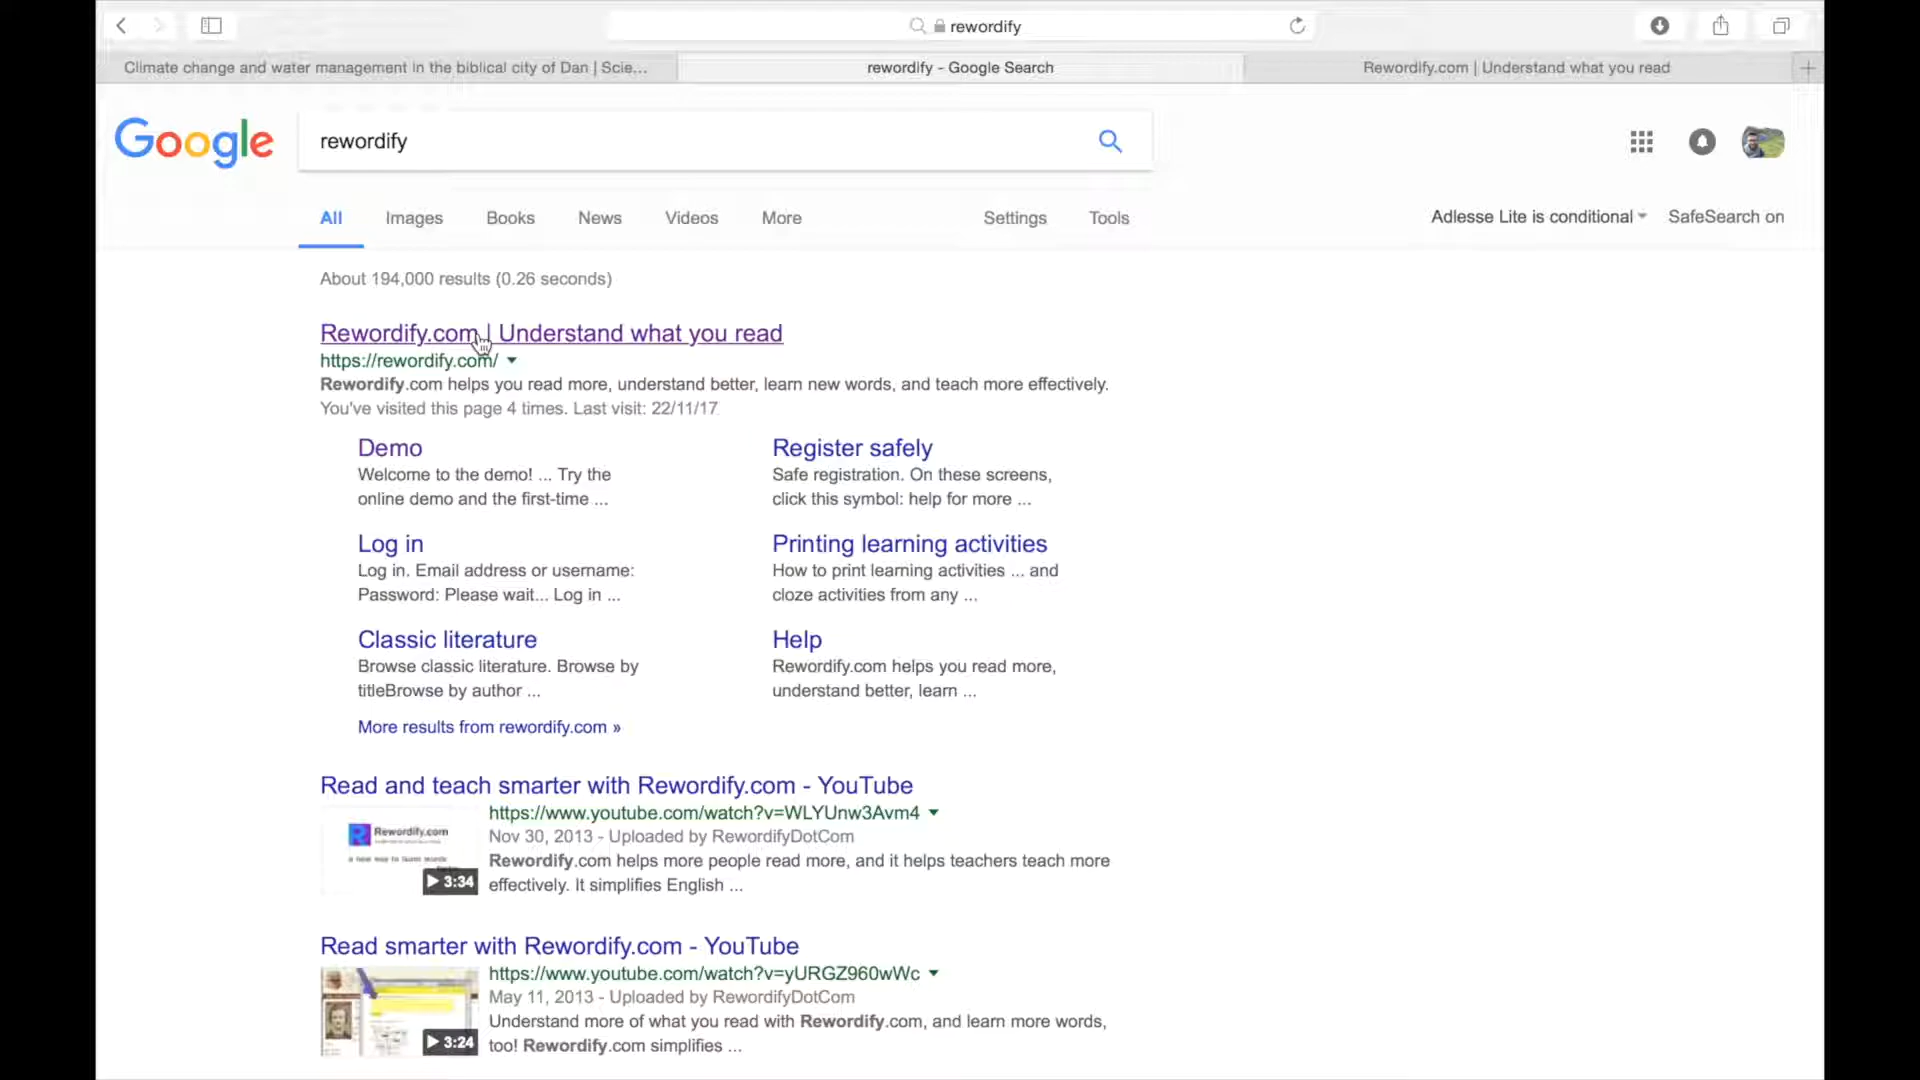 rewordify
Climate change and water management in the biblical city of Dan | Scie...
rewordify - Google Search
Rewordify.com | Understand what you read
Google
rewordify
All
Images
Books
News
Videos
More
Settings
Tools
Adlesse Lite is conditional
SafeSearch on
About 194,000 results (0.26 seconds)
Rewordify.com | Understand what you read
https://rewordify.com/
Rewordify.com helps you read more, understand better, learn new words, and teach more effectively.
You've visited this page 4 times. Last visit: 22/11/17
Demo
Welcome to the demo! ... Try the
online demo and the first-time ...
Register safely
Safe registration. On these screens,
click this symbol: help for more ...
Log in
Log in. Email address or username:
Password: Please wait... Log in ...
Printing learning activities
How to print learning activities ... and
cloze activities from any ...
Classic literature
Browse classic literature. Browse by
titleBrowse by author ...
Help
Rewordify.com helps you read more,
understand better, learn ...
More results from rewordify.com »
Read and teach smarter with Rewordify.com - YouTube
https://www.youtube.com/watch?v=WLYUnw3Avm4
Nov 30, 2013 - Uploaded by RewordifyDotCom
Rewordify.com helps more people read more, and it helps teachers teach more
effectively. It simplifies English ...
Rewordify.com
3:34
Read smarter with Rewordify.com - YouTube
https://www.youtube.com/watch?v=yURGZ960wWc
May 11, 2013 - Uploaded by RewordifyDotCom
Understand more of what you read with Rewordify.com, and learn more words,
too! Rewordify.com simplifies ...
3:24